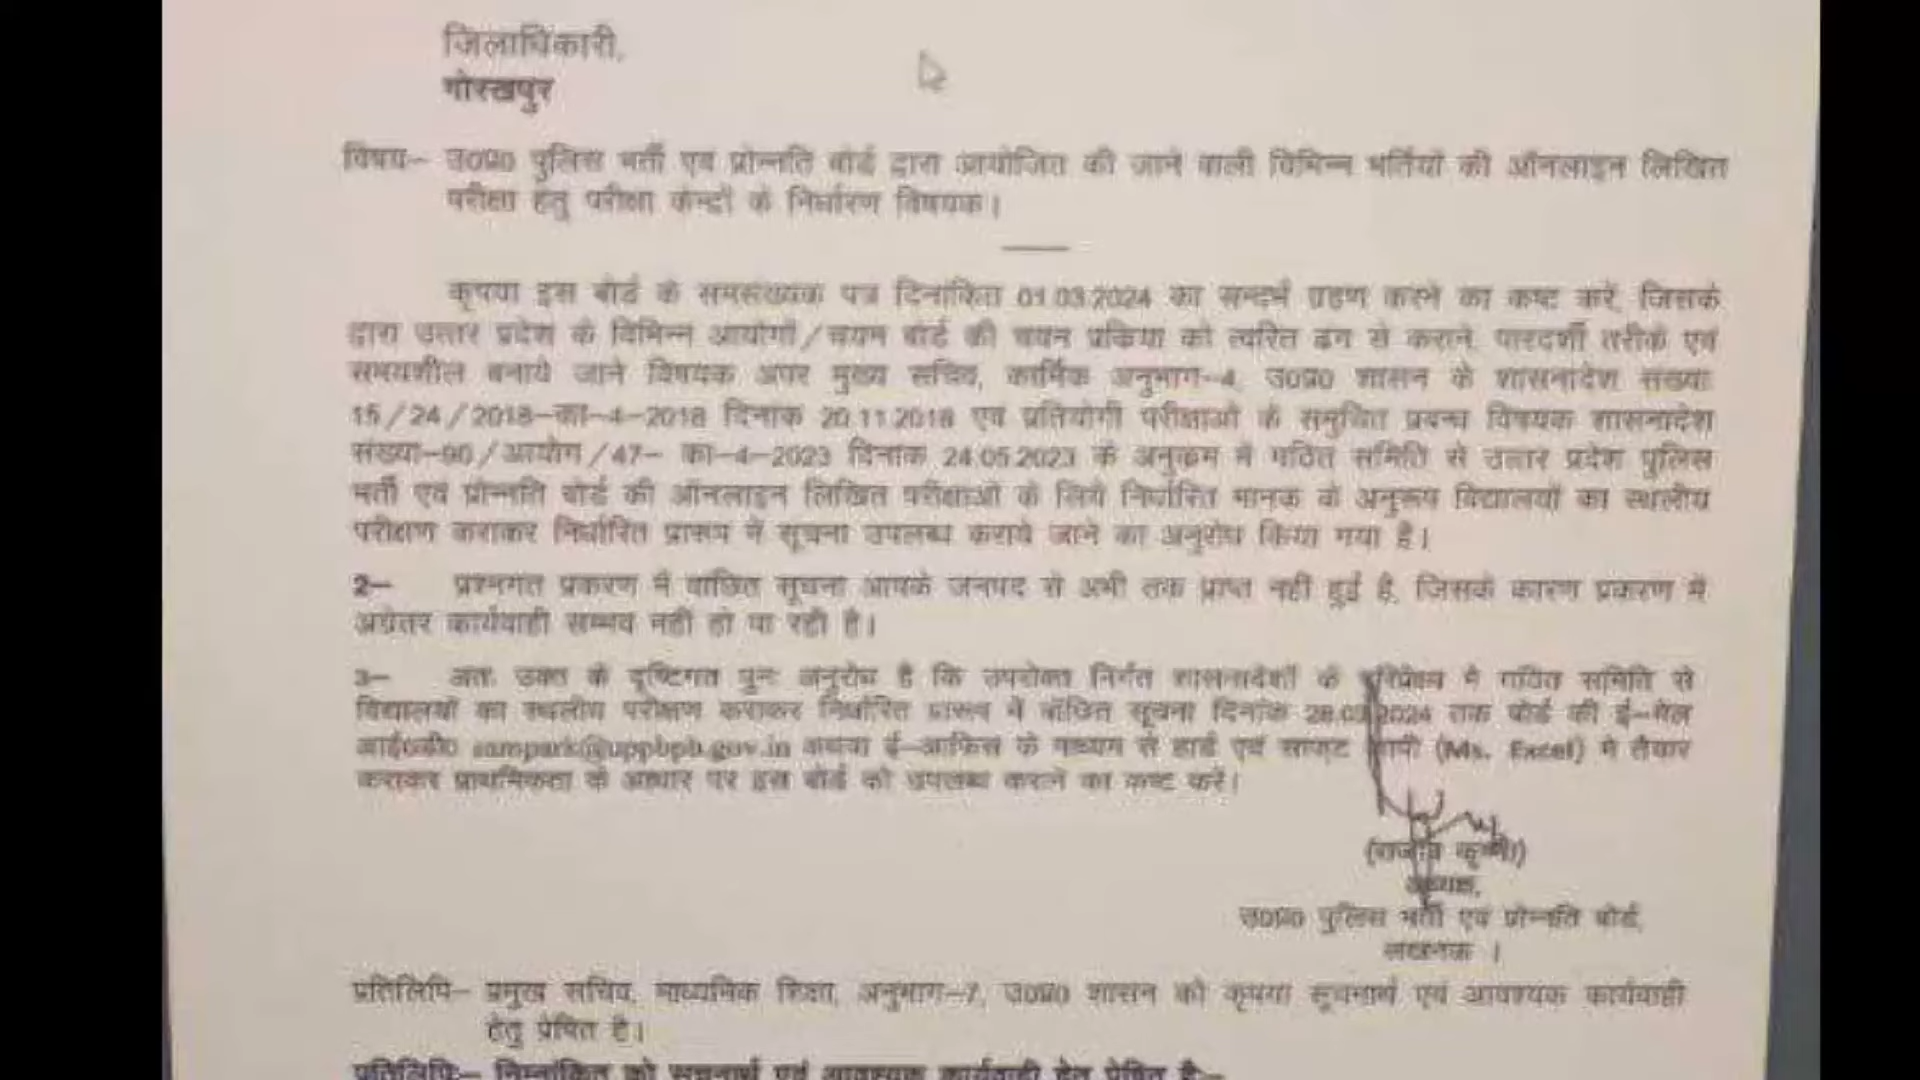 जिलाधिकारी,
गोरखपुर
विषय– उ0प्र0 पुलिस भर्ती एवं प्रोन्नति बोर्ड द्वारा आयोजित की जाने वाली विभिन्न भर्तियों की ऑनलाइन लिखित
परीक्षा हेतु परीक्षा केन्द्रों के निर्धारण विषयक।
कृपया इस बोर्ड के समसंख्यक पत्र दिनांकित 01.03.2024 का सन्दर्भ ग्रहण करने का कष्ट करें, जिसके
द्वारा उत्तर प्रदेश के विभिन्न आयोगों/चयन बोर्ड की चयन प्रकिया को त्वरित ढंग से कराने, पारदर्शी तरीके एवं
समयशील बनाये जाने विषयक अपर मुख्य सचिव, कार्मिक अनुभाग–4, उ0प्र0 शासन के शासनादेश संख्या
15/24/2018–का–4–2018 दिनांक 20.11.2018 एवं प्रतियोगी परीक्षाओं के समुचित प्रबन्ध विषयक शासनादेश
संख्या–90/आयोग/47– का–4–2023 दिनांक 24.05.2023 के अनुक्रम में गठित समिति से उत्तर प्रदेश पुलिस
भर्ती एवं प्रोन्नति बोर्ड की ऑनलाइन लिखित परीक्षाओं के लिये निर्धारित मानक के अनुरूप विद्यालयों का स्थलीय
परीक्षण कराकर निर्धारित प्रारूप में सूचना उपलब्ध कराये जाने का अनुरोध किया गया है।
2– प्रश्नगत प्रकरण में वांछित सूचना आपके जनपद से अभी तक प्राप्त नहीं हुई है, जिसके कारण प्रकरण में
अग्रेतर कार्यवाही सम्भव नहीं हो पा रही है।
3– अतः उक्त के दृष्टिगत पुनः अनुरोध है कि उपरोक्त निर्गत शासनादेशों के परिप्रेक्ष्य में गठित समिति से
विद्यालयों का स्थलीय परीक्षण कराकर निर्धारित प्रारूप में वॉछित सूचना दिनांक 2024 तक बोर्ड की ई–मेल
आई0डी0 sampark@uppbpb.gov.in अथवा ई–आफिस के माध्यम से हार्ड एवं साफ्ट कापी (Ms. Excel) में तैयार
कराकर प्राथमिकता के आधार पर इस बोर्ड को उपलब्ध कराने का कष्ट करें।
(राजीव कृष्णा)
अध्यक्ष,
उ0प्र0 पुलिस भर्ती एवं प्रोन्नति बोर्ड,
लखनऊ ।
प्रतिलिपि– प्रमुख सचिव, माध्यमिक शिक्षा, अनुभाग–7, उ0प्र0 शासन को कृपया सूचनार्थ एवं आवश्यक कार्यवाही
हेतु प्रेषित है।
प्रतिलिपि– निम्नांकित को सूचनार्थ एवं आवश्यक कार्यवाही हेतु प्रेषित है:–